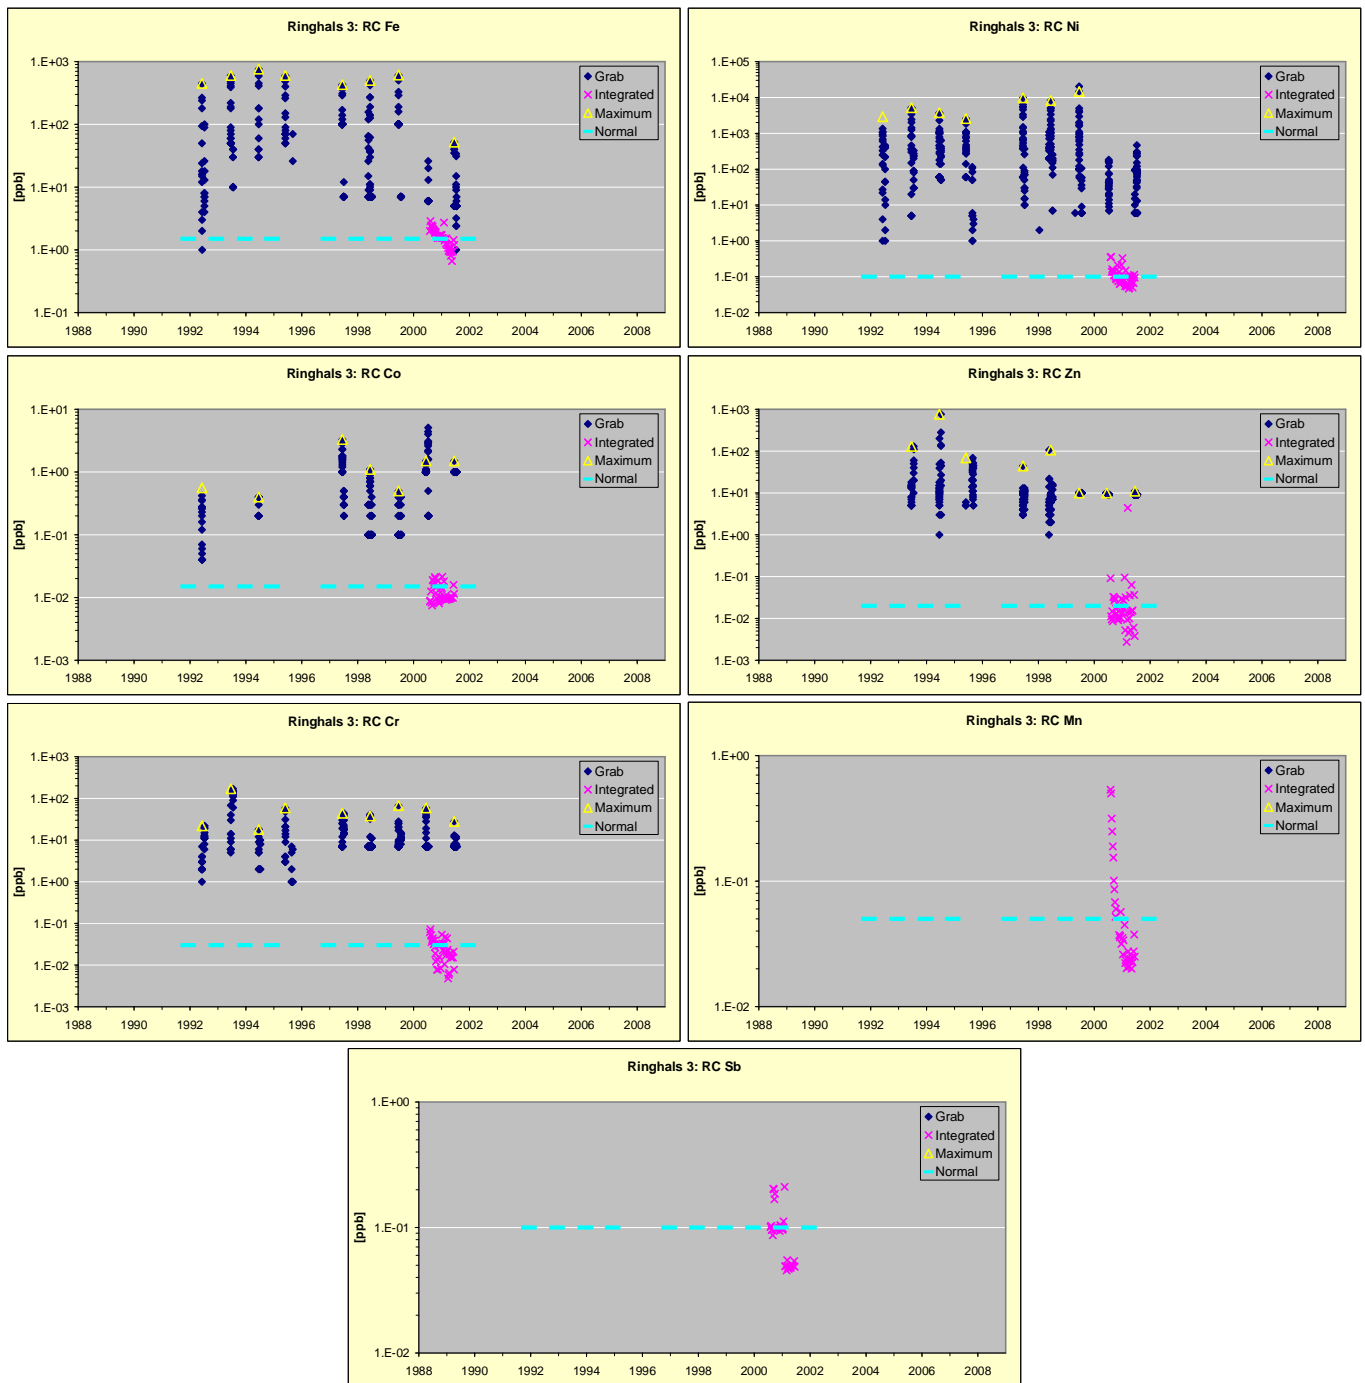 Ringhals 3: RC Fe
[ppb]
1.E+03
1.E+02
1.E+01
1.E+00
1.E-01
1988 1990 1992 1994 1996 1998 2000 2002 2004 2006 2008
Grab
Integrated
Maximum
Normal
Ringhals 3: RC Ni
[ppb]
1.E+05
1.E+04
1.E+03
1.E+02
1.E+01
1.E+00
1.E-01
1.E-02
1988 1990 1992 1994 1996 1998 2000 2002 2004 2006 2008
Grab
Integrated
Maximum
Normal
Ringhals 3: RC Co
[ppb]
1.E+01
1.E+00
1.E-01
1.E-02
1.E-03
1988 1990 1992 1994 1996 1998 2000 2002 2004 2006 2008
Grab
Integrated
Maximum
Normal
Ringhals 3: RC Zn
[ppb]
1.E+03
1.E+02
1.E+01
1.E+00
1.E-01
1.E-02
1.E-03
1988 1990 1992 1994 1996 1998 2000 2002 2004 2006 2008
Grab
Integrated
Maximum
Normal
Ringhals 3: RC Cr
[ppb]
1.E+03
1.E+02
1.E+01
1.E+00
1.E-01
1.E-02
1.E-03
1988 1990 1992 1994 1996 1998 2000 2002 2004 2006 2008
Grab
Integrated
Maximum
Normal
Ringhals 3: RC Mn
[ppb]
1.E+00
1.E-01
1.E-02
1988 1990 1992 1994 1996 1998 2000 2002 2004 2006 2008
Grab
Integrated
Maximum
Normal
Ringhals 3: RC Sb
[ppb]
1.E+00
1.E-01
1.E-02
1988 1990 1992 1994 1996 1998 2000 2002 2004 2006 2008
Grab
Integrated
Maximum
Normal